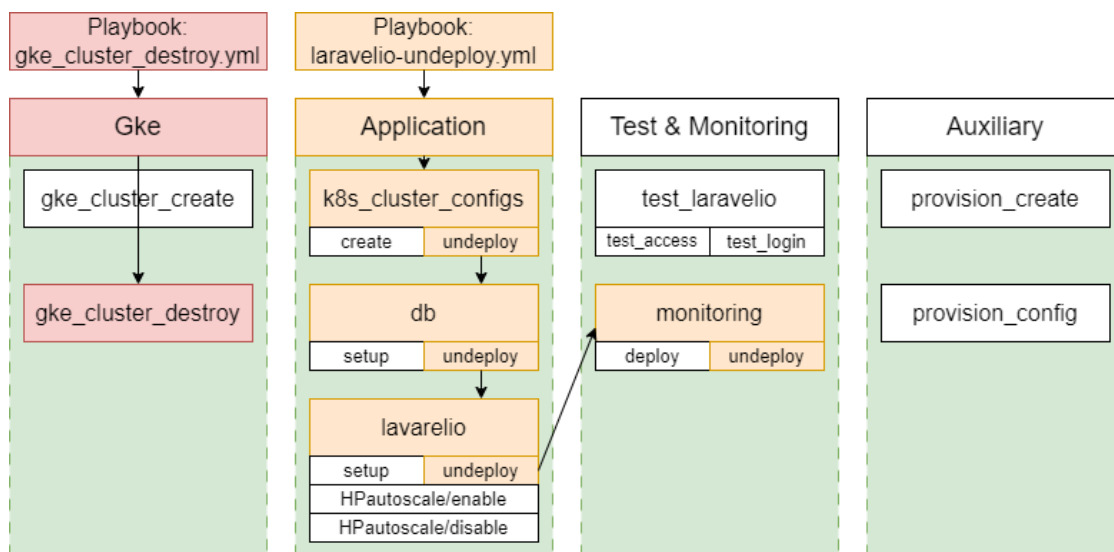 Playbook:
gke_cluster_destroy.yml
Playbook:
laravelio-undeploy.yml
Gke
Application
Test & Monitoring
Auxiliary
gke_cluster_create
k8s_cluster_configs
create
undeploy
test_laravelio
test_access
test_login
provision_create
gke_cluster_destroy
db
setup
undeploy
monitoring
deploy
undeploy
provision_config
lavarelio
setup
undeploy
HPautoscale/enable
HPautoscale/disable